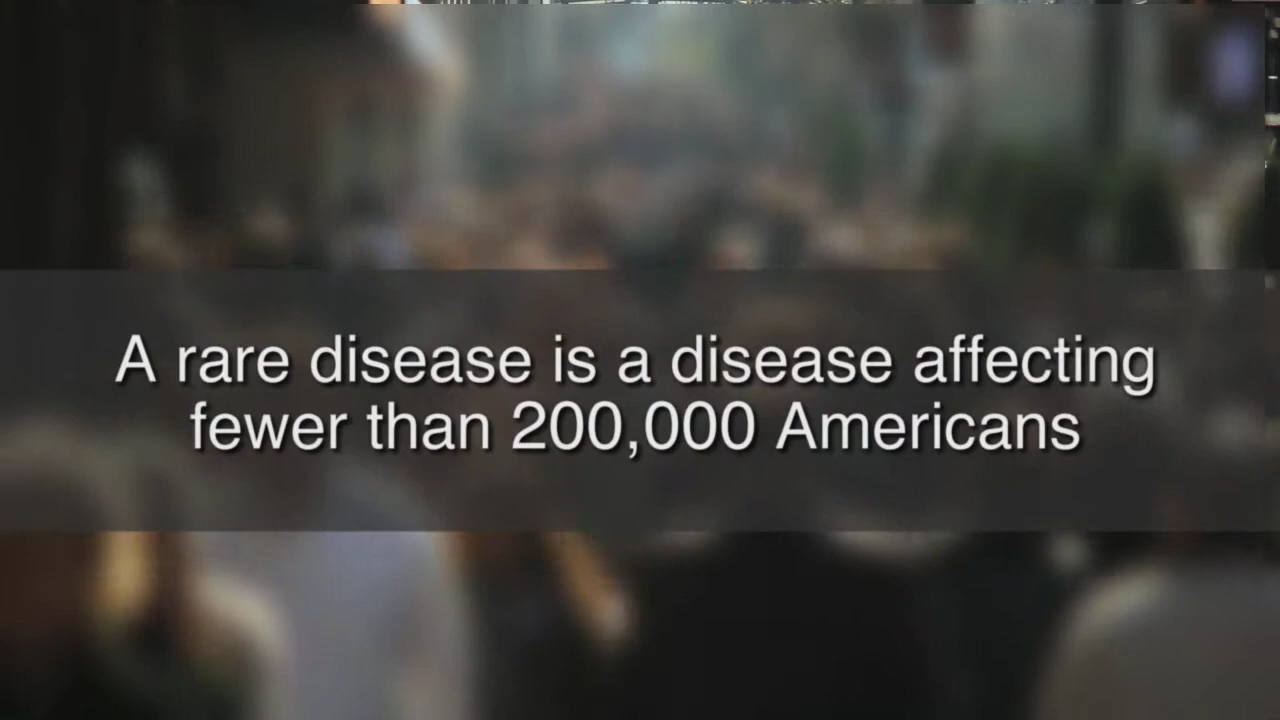 A rare disease is a disease affecting
fewer than 200,000 Americans